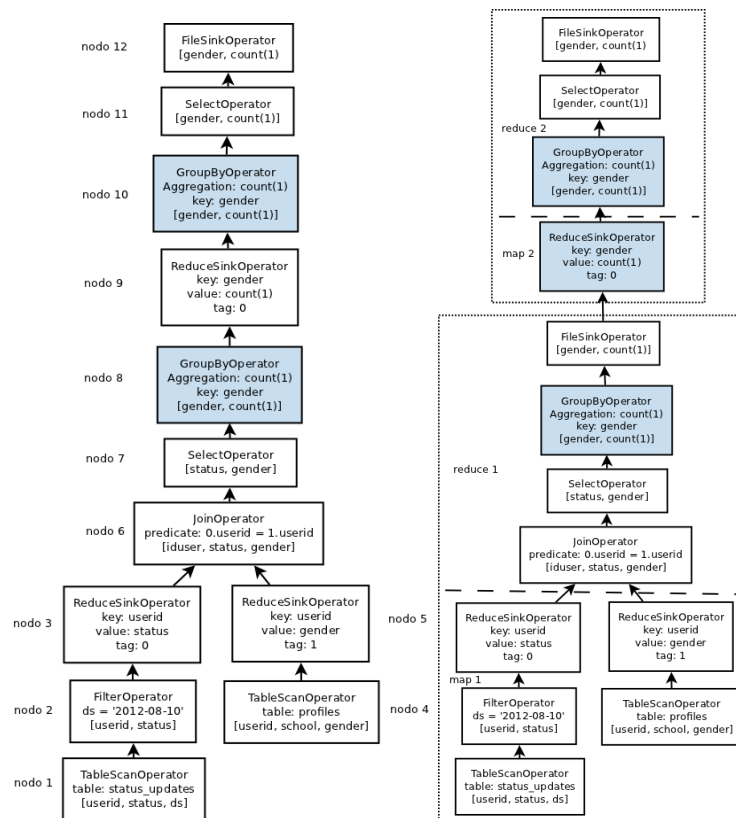 nodo 12
FileSinkOperator
[gender, count(1)
nodo 11
SelectOperator
[gender, count(1)]
nodo 10
GroupByOperator
Aggregation: count(1)
key: gender
[gender, count(1)]
nodo 9
ReduceSinkOperator
key: gender
value: count(1)
tag: 0
nodo 8
GroupByOperator
Aggregation: count(1)
key: gender
[gender, count(1)]
nodo 7
SelectOperator
[status, gender]
nodo 6
JoinOperator
predicate: 0.userid = 1.userid
[iduser, status, gender]
nodo 3
ReduceSinkOperator
key: userid
value: status
tag: 0
ReduceSinkOperator
key: userid
value: gender
tag: 1
nodo 5
nodo 2
FilterOperator
ds = '2012-08-10'
[userid, status]
TableScanOperator
table: profiles
[userid, school, gender]
nodo 4
nodo 1
TableScanOperator
table: status_updates
[userid, status, ds]
FileSinkOperator
[gender, count(1)
SelectOperator
[gender, count(1)]
reduce 2
GroupByOperator
Aggregation: count(1)
key: gender
[gender, count(1)]
map 2
ReduceSinkOperator
key: gender
value: count(1)
tag: 0
FileSinkOperator
[gender, count(1)]
GroupByOperator
Aggregation: count(1)
key: gender
[gender, count(1)]
reduce 1
SelectOperator
[status, gender]
JoinOperator
predicate: 0.userid = 1.userid
[iduser, status, gender]
ReduceSinkOperator
key: userid
value: status
tag: 0
ReduceSinkOperator
key: userid
value: gender
tag: 1
map 1
FilterOperator
ds = '2012-08-10'
[userid, status]
TableScanOperator
table: profiles
[userid, school, gender]
TableScanOperator
table: status_updates
[userid, status, ds]